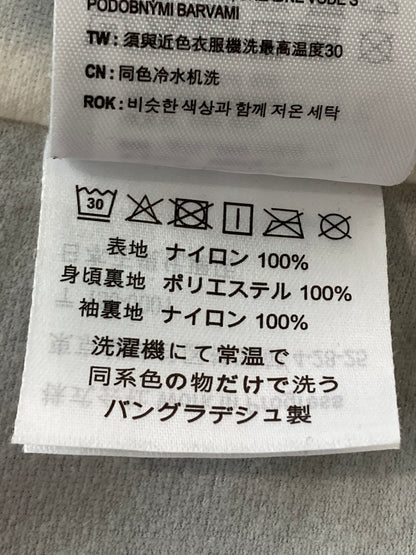 PODOBNÝMI BARVAMI
TW : 須與近色衣服機洗最高温度30
CN : 同色冷水机洗
ROK : 비슷한 색상과 함께 저온 세탁
30
表地 ナイロン 100%
身頃裏地 ポリエステル 100%
袖裏地 ナイロン 100%
洗濯機にて常温で
同系色の物だけで洗う
バングラデシュ製